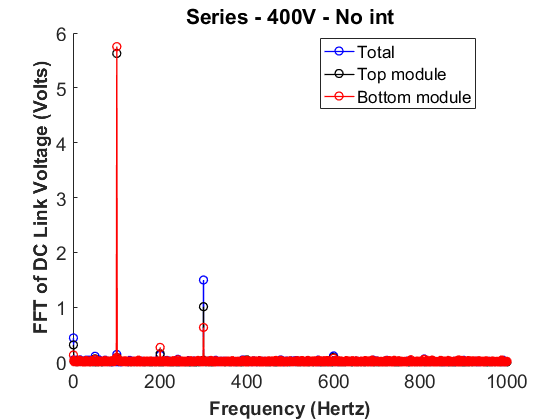 Series - 400V - No int
FFT of DC Link Voltage (Volts)
6
5
4
3
2
1
0
Total
Top module
Bottom module
0 200 400 600 800 1000
Frequency (Hertz)